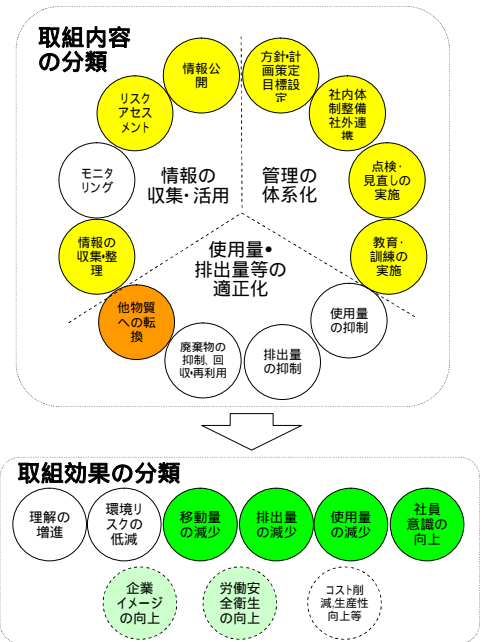 取組内容
の分類
情報公
開
方針・計
画策定
目標設
定
リスク
アセス
メント
社内体
制整備
社外連
携
モニタ
リング
情報の
収集・活用
管理の
体系化
点検・
見直しの
実施
情報の
収集・整
理
使用量・
排出量等の
適正化
教育・
訓練の
実施
他物質
への転
換
廃棄物の
抑制、回
収・再利用
排出量
の抑制
使用量
の抑制
取組効果の分類
理解の
増進
環境リ
スクの
低減
移動量
の減少
排出量
の減少
使用量
の減少
社員
意識の
向上
企業
イメージ
の向上
労働安
全衛生
の向上
コスト削
減,生産性
向上等